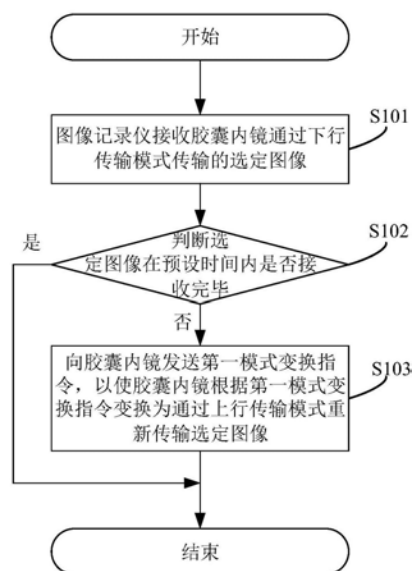 开始
S101
图像记录仪接收胶囊内镜通过下行
传输模式传输的选定图像
S102
是
判断选
定图像在预设时间内是否接
收完毕
否
S103
向胶囊内镜发送第一模式变换指
令，以使胶囊内镜根据第一模式变
换指令变换为通过上行传输模式重
新传输选定图像
结束